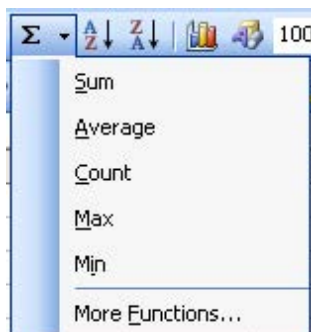 Σ A Z Z A 100
Sum
Average
Count
Max
Min
More Functions...